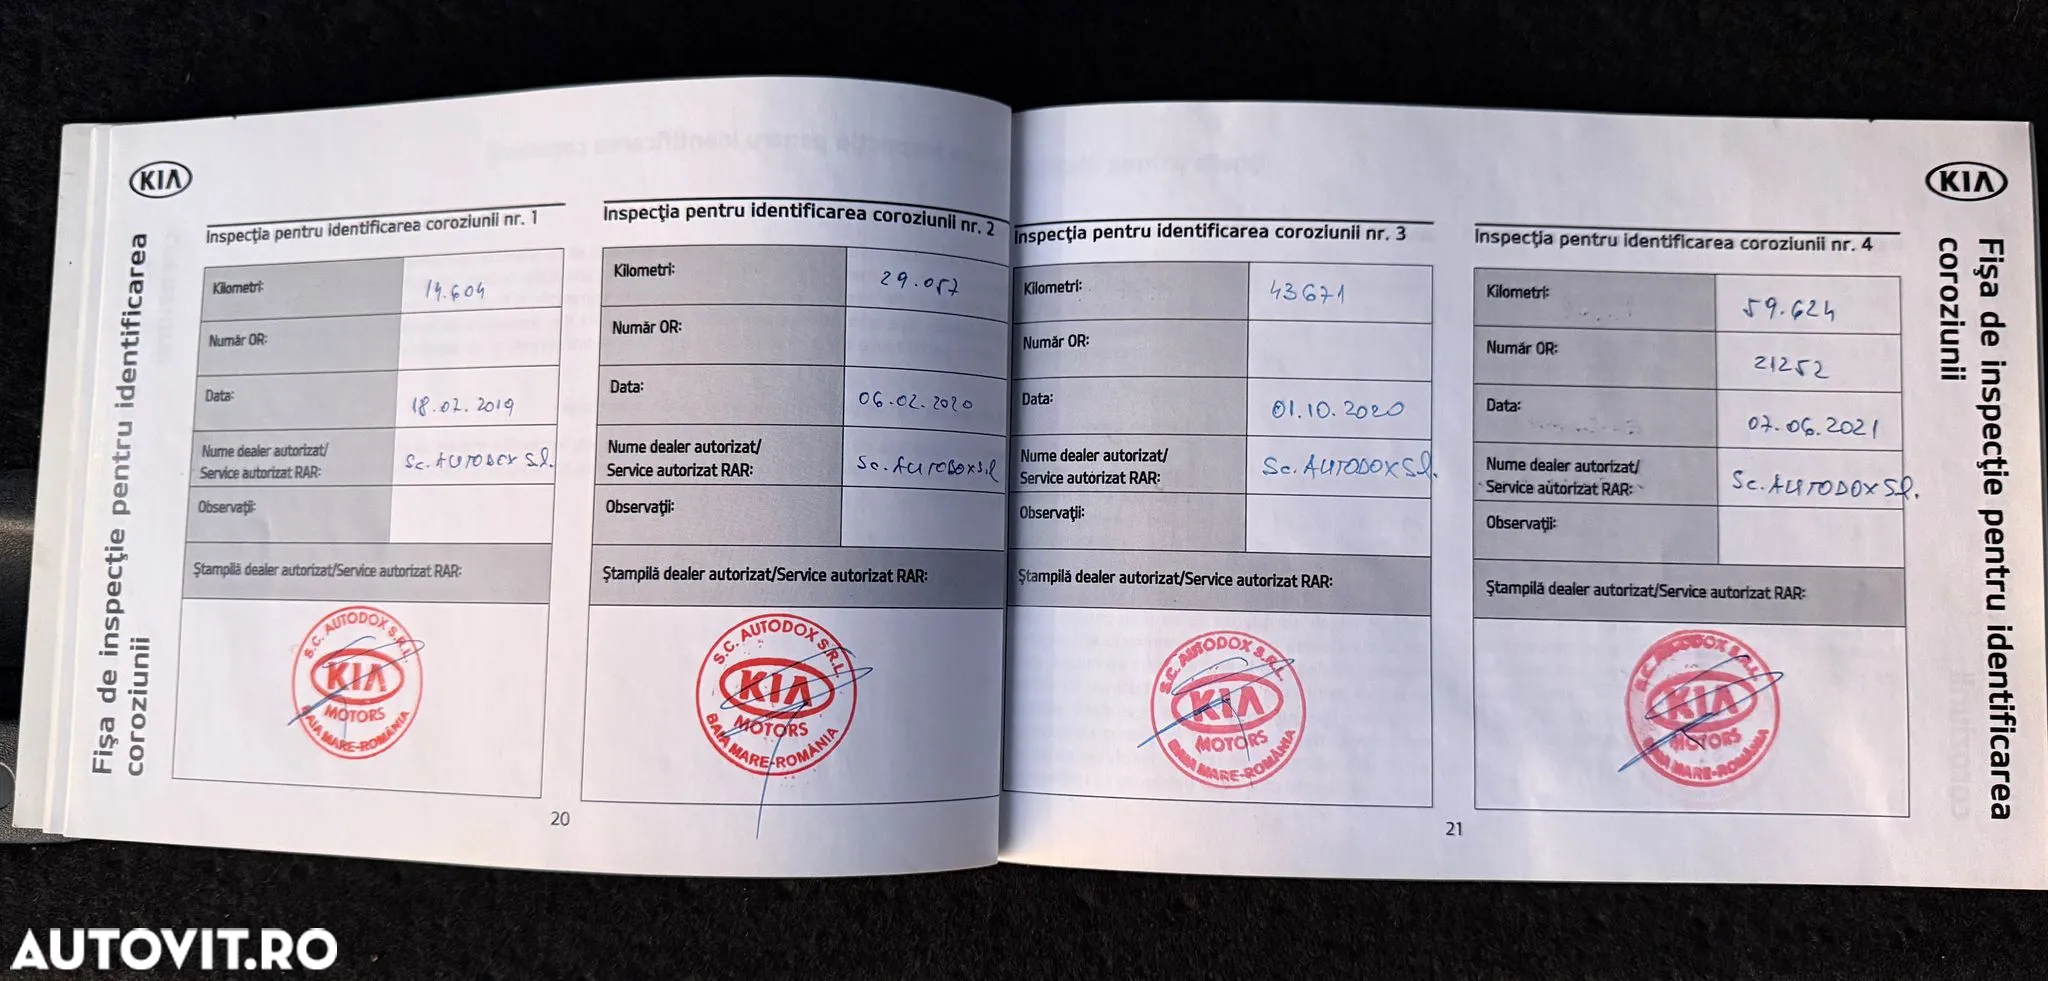 KIA
Fişa de inspecţie pentru identificarea
coroziunii
Inspecţia pentru identificarea coroziunii nr. 1
Kilometri: 14.604
Număr OR:
Data: 18.02.2019
Nume dealer autorizat/
Service autorizat RAR: Sc. AUTODOX S.l.
Observaţii:
Ştampilă dealer autorizat/Service autorizat RAR:
S.C. AUTODOX S.R.L.
KIA
MOTORS
BAIA MARE-ROMÂNIA
Inspecţia pentru identificarea coroziunii nr. 2
Kilometri: 29.057
Număr OR:
Data: 06.02.2020
Nume dealer autorizat/
Service autorizat RAR: Sc. AUTODOX S.l
Observaţii:
Ştampilă dealer autorizat/Service autorizat RAR:
S.C. AUTODOX S.R.L.
KIA
MOTORS
BAIA MARE-ROMÂNIA
20
Inspecţia pentru identificarea coroziunii nr. 3
Kilometri: 43671
Număr OR:
Data: 01.10.2020
Nume dealer autorizat/
Service autorizat RAR: Sc. AUTODOX S.l.
Observaţii:
Ştampilă dealer autorizat/Service autorizat RAR:
S.C. AUTODOX S.R.L.
KIA
MOTORS
BAIA MARE-ROMÂNIA
Inspecţia pentru identificarea coroziunii nr. 4
Kilometri: 59.624
Număr OR: 21252
Data: 07.06.2021
Nume dealer autorizat/
Service autorizat RAR: Sc. AUTODOX S.l.
Observaţii:
Ştampilă dealer autorizat/Service autorizat RAR:
S.C. AUTODOX S.R.L.
KIA
MOTORS
BAIA MARE-ROMÂNIA
21
KIA
Fişa de inspecţie pentru identificarea
coroziunii
AUTOVIT.RO